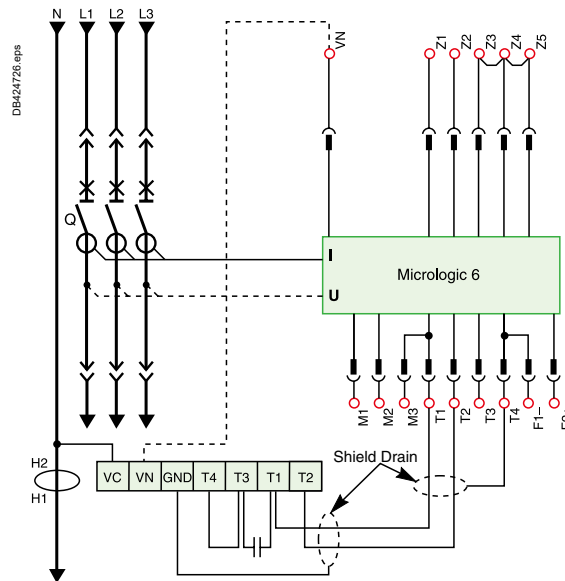 N L1 L2 L3
DB424726.eps
VN
Z1
Z2
Z3
Z4
Z5
Q
I
Micrologic 6
U
M1
M2
M3
T1
T2
T3
T4
F1–
Shield Drain
H2
H1
VC VN GND T4 T3 T1 T2